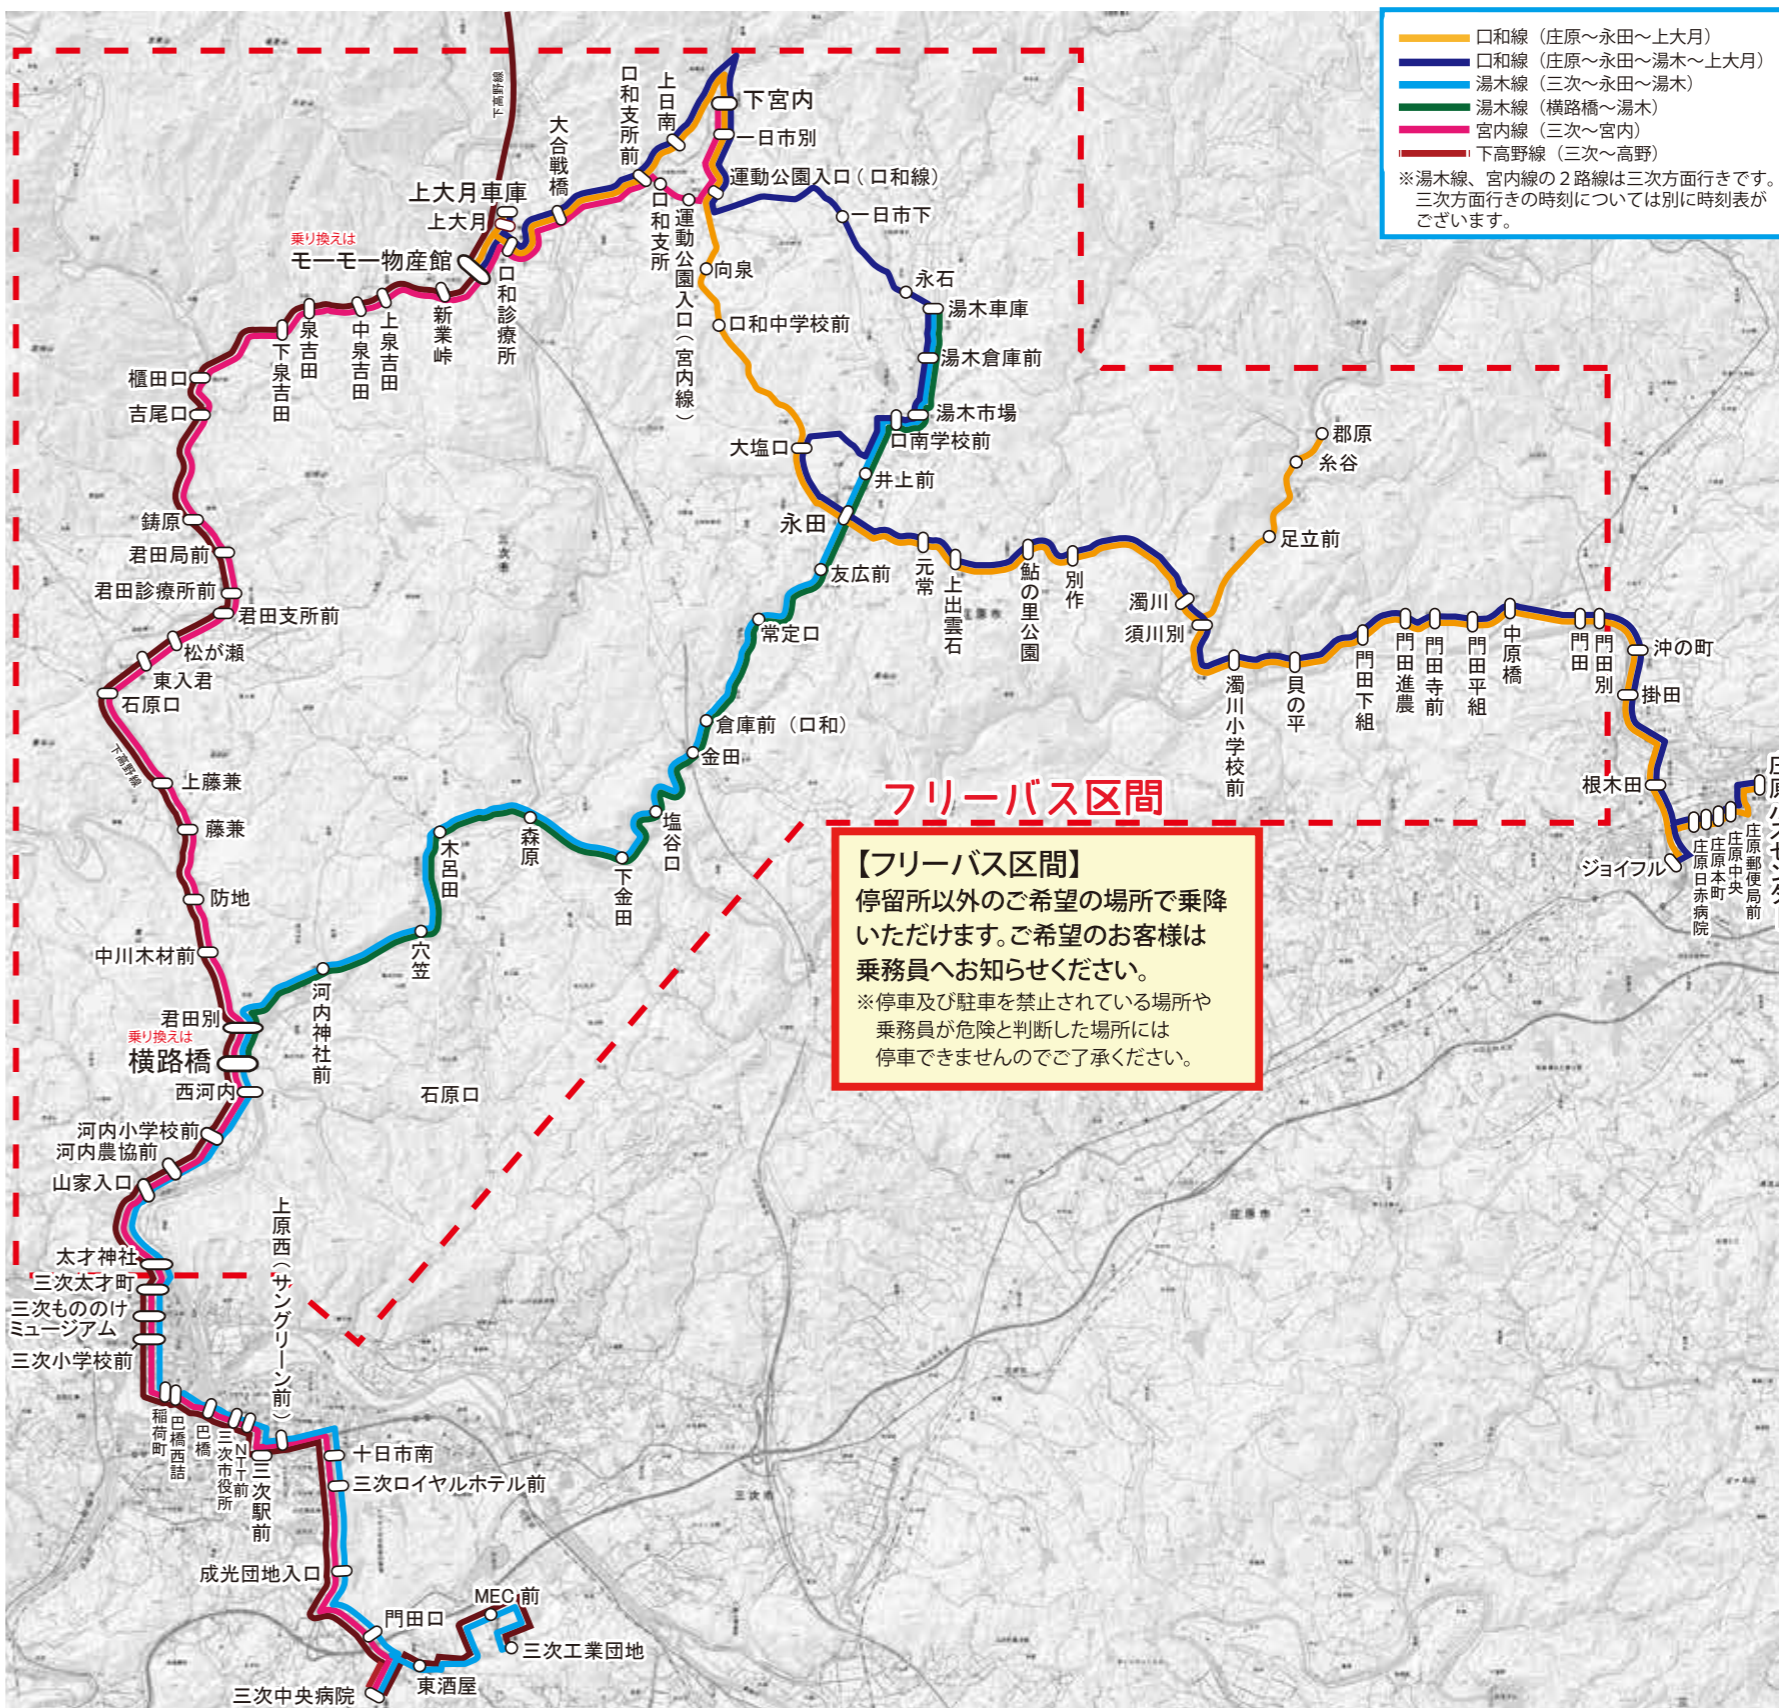 口和線（庄原～永田～上大月）
口和線（庄原～永田～湯木～上大月）
湯木線（三次～永田～湯木）
湯木線（横路橋～湯木）
宮内線（三次～宮内）
下高野線（三次～高野）
※湯木線、宮内線の２路線は三次方面行きです。
三次方面行きの時刻については別に時刻表が
ございます。
下高野線
下宮内
一日市別
上日南
口和支所前
大合戦橋
運動公園入口（口和線）
口和支所
運動公園入口（宮内線）
上大月車庫
上大月
乗り換えは
モーモー物産館
口和診療所
新業峠
上泉吉田
中泉吉田
泉吉田
下泉吉田
櫃田口
吉尾口
鋳原
君田局前
君田診療所前
君田支所前
松が瀬
東入君
石原口
下高野線
上藤兼
藤兼
防地
中川木材前
君田別
乗り換えは
横路橋
西河内
河内小学校前
河内農協前
山家入口
太才神社
三次太才町
三次もののけ
ミュージアム
三次小学校前
稲荷町
巴橋西詰
巴橋
三次市役所
NTT前
三次駅前
上原西（サングリーン前）
十日市南
三次ロイヤルホテル前
成光団地入口
門田口
三次中央病院
東酒屋
MEC前
三次工業団地
一日市下
永石
湯木車庫
湯木倉庫前
湯木市場
口南学校前
井上前
向泉
口和中学校前
大塩口
永田
友広前
常定口
倉庫前（口和）
金田
塩谷口
下金田
森原
木呂田
穴笠
河内神社前
石原口
元常
上出雲石
鮎の里公園
別作
濁川
須川別
郡原
糸谷
足立前
濁川小学校前
貝の平
門田下組
門田進農
門田寺前
門田平組
中原橋
門田
門田別
沖の町
掛田
根木田
ジョイフル
庄原日赤病院
庄原本町
庄原中央
庄原郵便局前
庄原バスセンター
フリーバス区間
【フリーバス区間】
停留所以外のご希望の場所で乗降
いただけます。ご希望のお客様は
乗務員へお知らせください。
※停車及び駐車を禁止されている場所や
乗務員が危険と判断した場所には
停車できませんのでご了承ください。
三次市
庄原市
庄原市
三次市